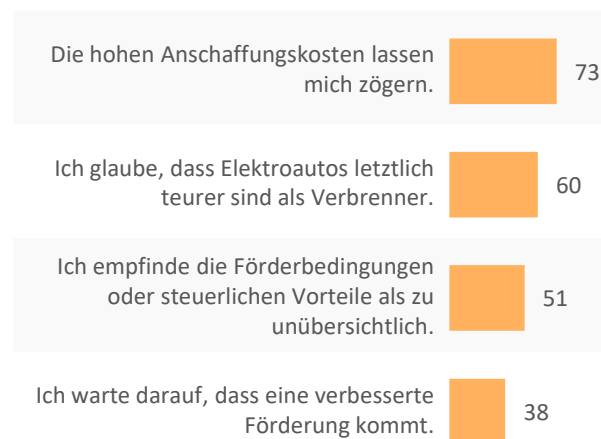 Die hohen Anschaffungskosten lassen
mich zögern.
73
Ich glaube, dass Elektroautos letztlich
teurer sind als Verbrenner.
60
Ich empfinde die Förderbedingungen
oder steuerlichen Vorteile als zu
unübersichtlich.
51
Ich warte darauf, dass eine verbesserte
Förderung kommt.
38